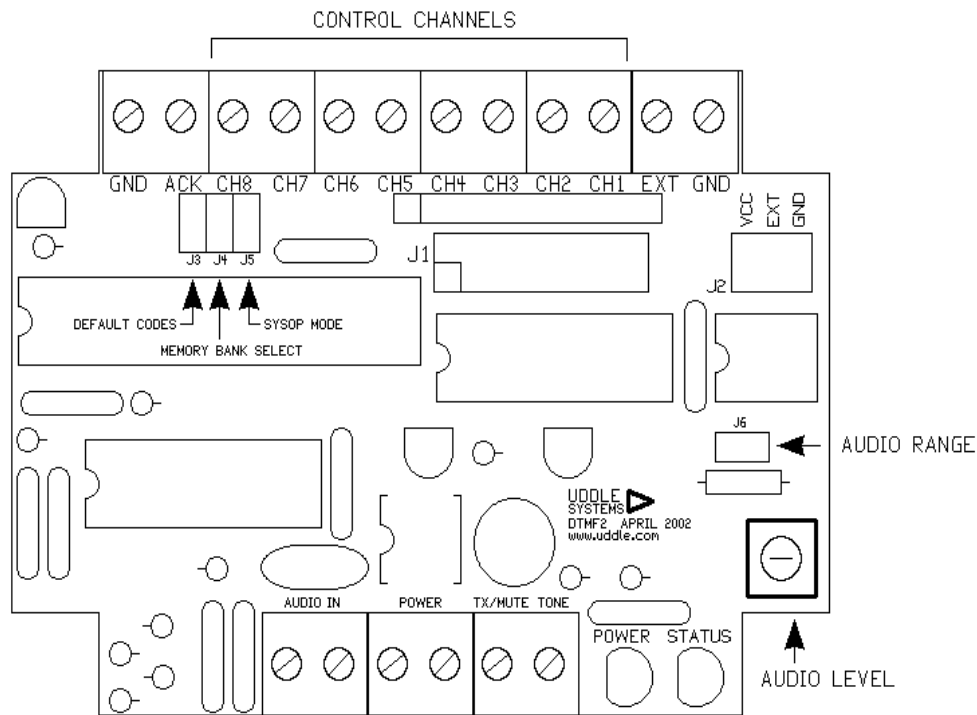 CONTROL CHANNELS
GND ACK CH8 CH7 CH6 CH5 CH4 CH3 CH2 CH1 EXT GND
VCC
EXT
GND
J3 J4 J5
J1
J2
DEFAULT CODES
SYSOP MODE
MEMORY BANK SELECT
J6
AUDIO RANGE
UDDLE
SYSTEMS
DTMF2 APRIL 2002
www.uddle.com
AUDIO IN POWER TX/MUTE TONE
POWER STATUS
AUDIO LEVEL